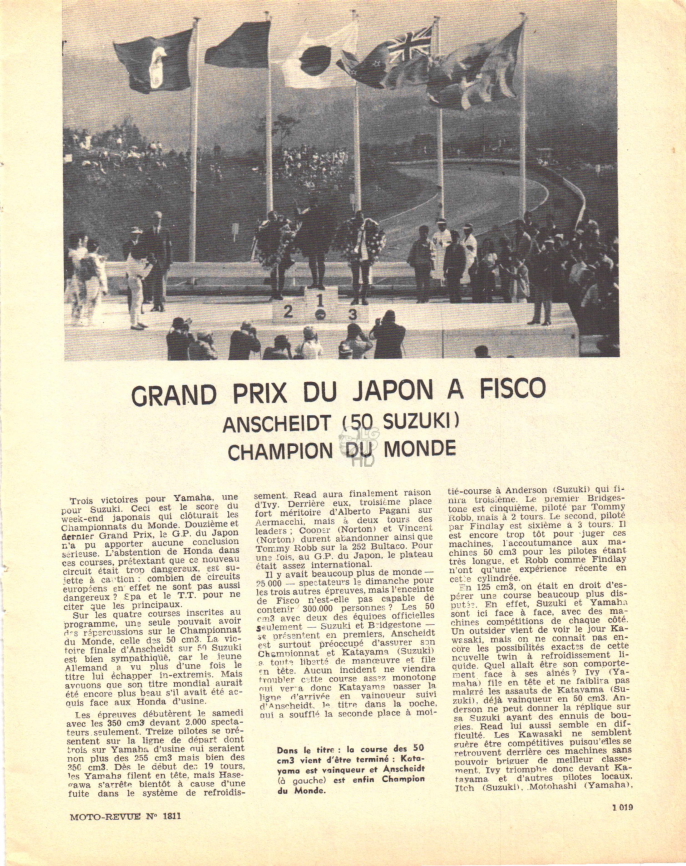 2 1 3
GRAND PRIX DU JAPON A FISCO
ANSCHEIDT (50 SUZUKI)
CHAMPION DU MONDE
Trois victoires pour Yamaha, une
pour Suzuki. Ceci est le score du
week-end japonais qui clôturait les
Championnats du Monde. Douzième et
dernier Grand Prix, le G.P. du Japon
n'a pu apporter aucune conclusion
sérieuse. L'abstention de Honda dans
ces courses, prétextant que ce nouveau
circuit était trop dangereux, est su-
jette à caution : combien de circuits
européens en effet ne sont pas aussi
dangereux ? Spa et le T.T. pour ne
citer que les principaux.
Sur les quatre courses inscrites au
programme, une seule pouvait avoir
des répercussions sur le Championnat
du Monde, celle des 50 cm3. La vic-
toire finale d'Anscheidt sur 50 Suzuki
est bien sympathique, car le jeune
Allemand a vu plus d'une fois le
titre lui échapper in-extremis. Mais
avouons que son titre mondial aurait
été encore plus beau s'il avait été ac-
quis face aux Honda d'usine.
Les épreuves débutèrent le samedi
avec les 350 cm3 devant 2.000 specta-
teurs seulement. Treize pilotes se pré-
sentent sur la ligne de départ dont
trois sur Yamaha d'usine qui seraient
non plus des 255 cm3 mais bien des
250 cm3. Dès le début des 19 tours,
les Yamaha filent en tête, mais Hase-
gawa s'arrête bientôt à cause d'une
fuite dans le système de refroidis-
sement. Read aura finalement raison
d'Ivy. Derrière eux, troisième place
fort méritoire d'Alberto Pagani sur
Aermacchi, mais à deux tours des
leaders ; Cooper (Norton) et Vincent
(Norton) durent abandonner ainsi que
Tommy Robb sur la 252 Bultaco. Pour
une fois, au G.P. du Japon, le plateau
était assez international.
Il y avait beaucoup plus de monde —
25 000 — spectateurs le dimanche pour
les trois autres épreuves, mais l'enceinte
de Fisco n'est-elle pas capable de
contenir 300.000 personnes ? Les 50
cm3 avec deux des équipes officielles
seulement — Suzuki et Bridgestone —
se présentent en premiers. Anscheidt
est surtout préoccupé d'assurer son
Championnat et Katayama (Suzuki)
a toute liberté de manœuvre et file
en tête. Aucun incident ne viendra
troubler cette course assez monotone
qui verra donc Katayama passer la
ligne d'arrivée en vainqueur suivi
d'Anscheidt, le titre dans la poche,
qui a soufflé la seconde place à moi-
Dans le titre : la course des 50
cm3 vient d'être terminé : Kata-
yama est vainqueur et Anscheidt
(à gauche) est enfin Champion
du Monde.
tié-course à Anderson (Suzuki) qui fi-
nira troisième. Le premier Bridges-
tone est cinquième, piloté par Tommy
Robb, mais à 2 tours. Le second, piloté
par Findlay est sixième à 3 tours. Il
est encore trop tôt pour juger ces
machines, l'accoutumance aux ma-
chines 50 cm3 pour les pilotes étant
très longue, et Robb comme Findlay
n'ont qu'une expérience récente en
cette cylindrée.
En 125 cm3, on était en droit d'es-
pérer une course beaucoup plus dis-
putée. En effet, Suzuki et Yamaha
sont ici face à face, avec des ma-
chines compétitives de chaque côté.
Un outsider vient de voir le jour Ka-
wasaki, mais on ne connaît pas en-
core les possibilités exactes de cette
nouvelle twin à refroidissement li-
quide. Quel allait être son comporte-
ment face à ses aînés ? Ivy (Ya-
maha) file en tête et ne faiblira pas
malgré les assauts de Katayama (Su-
zuki), déjà vainqueur en 50 cm3. An-
derson ne peut donner la réplique sur
sa Suzuki ayant des ennuis de bou-
gies. Read lui aussi semble en dif-
ficulté. Les Kawasaki ne semblent
guère être compétitives puisqu'elles se
retrouvent derrière ces machines sans
pouvoir briguer de meilleur classe-
ment. Ivy triomphe donc devant Ka-
tayama et d'autres pilotes locaux,
Itoh (Suzuki), Motohashi (Yamaha),
MOTO-REVUE N° 1811
1 019